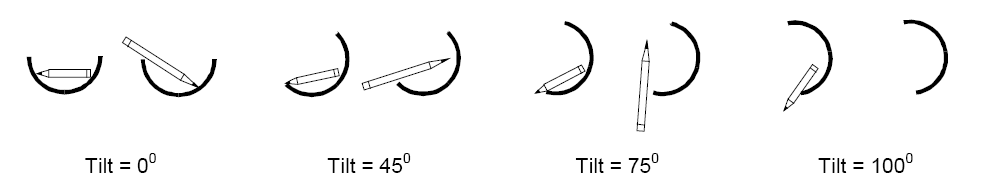 Tilt = 0⁰ Tilt = 45⁰ Tilt = 75⁰ Tilt = 100⁰